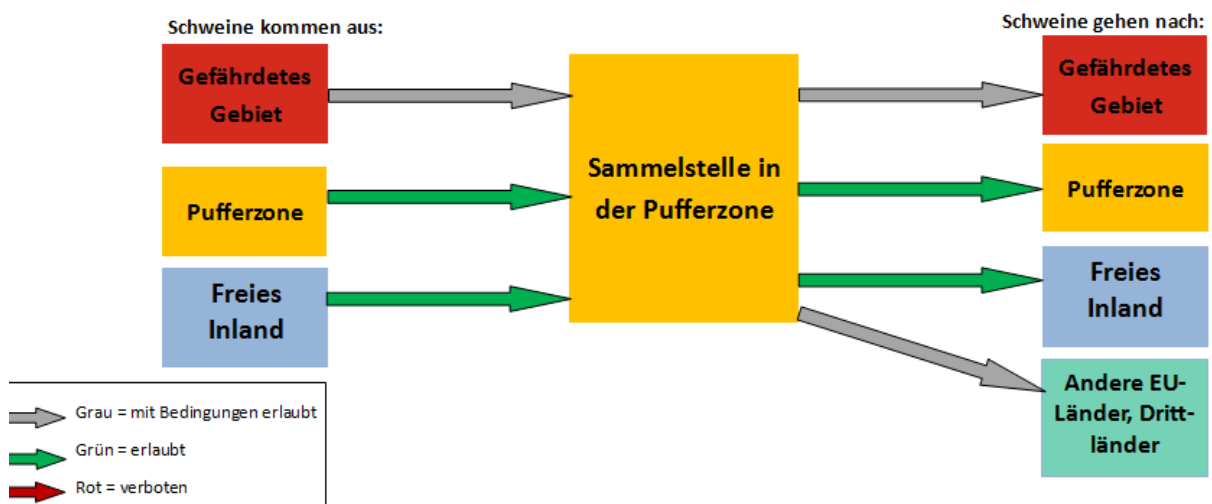 Schweine kommen aus:
Schweine gehen nach:
Gefährdetes
Gebiet
Pufferzone
Freies
Inland
Sammelstelle in
der Pufferzone
Gefährdetes
Gebiet
Pufferzone
Freies
Inland
Andere EU-
Länder, Dritt-
länder
Grau = mit Bedingungen erlaubt
Grün = erlaubt
Rot = verboten